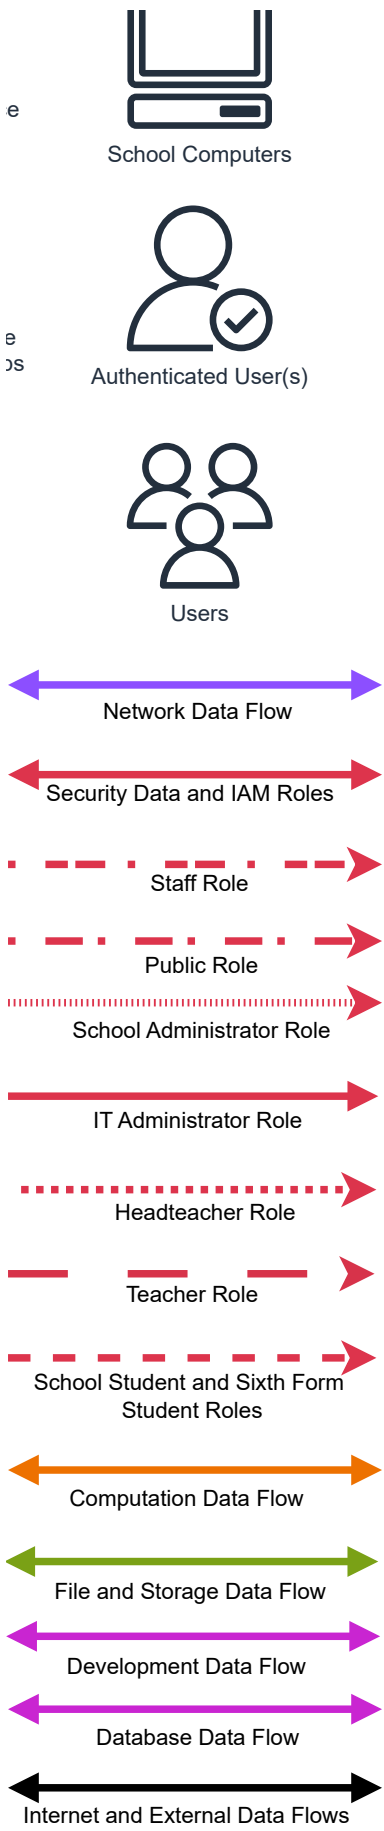 School Computers
Authenticated User(s)
Users
Network Data Flow
Security Data and IAM Roles
Staff Role
Public Role
School Administrator Role
IT Administrator Role
Headteacher Role
Teacher Role
School Student and Sixth Form
Student Roles
Computation Data Flow
File and Storage Data Flow
Development Data Flow
Database Data Flow
Internet and External Data Flows